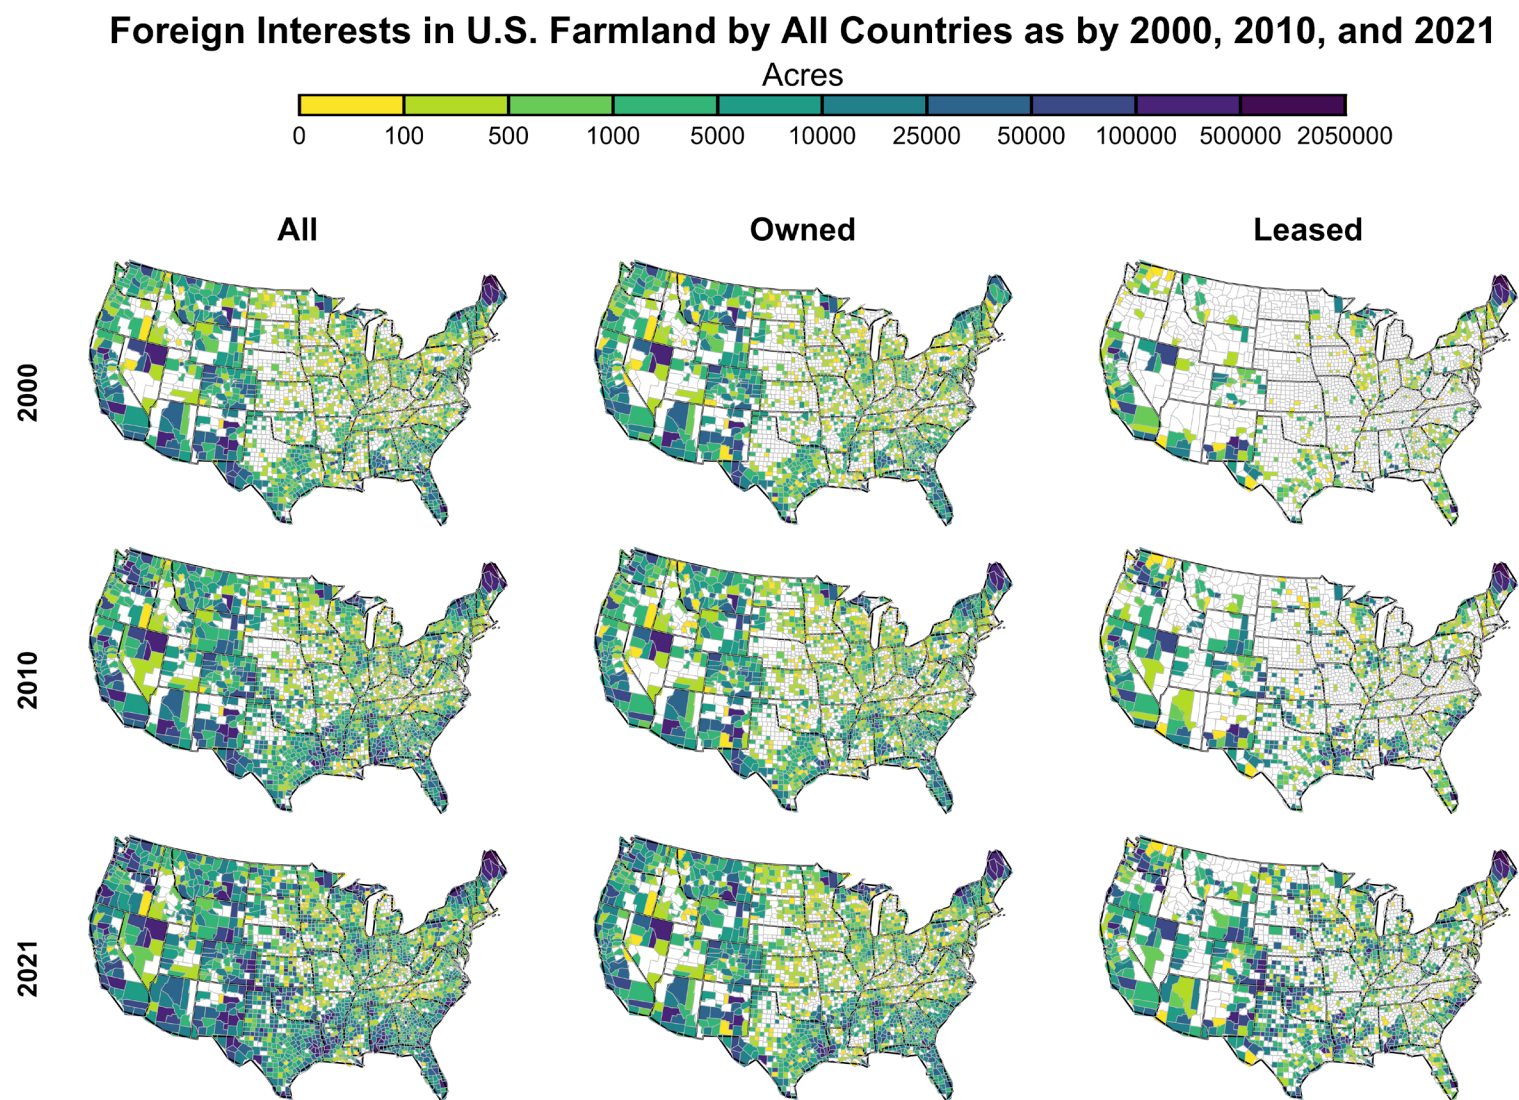 Foreign Interests in U.S. Farmland by All Countries as by 2000, 2010, and 2021
Acres
0 100 500 1000 5000 10000 25000 50000 100000 500000 2050000
All Owned Leased
2000
2010
2021